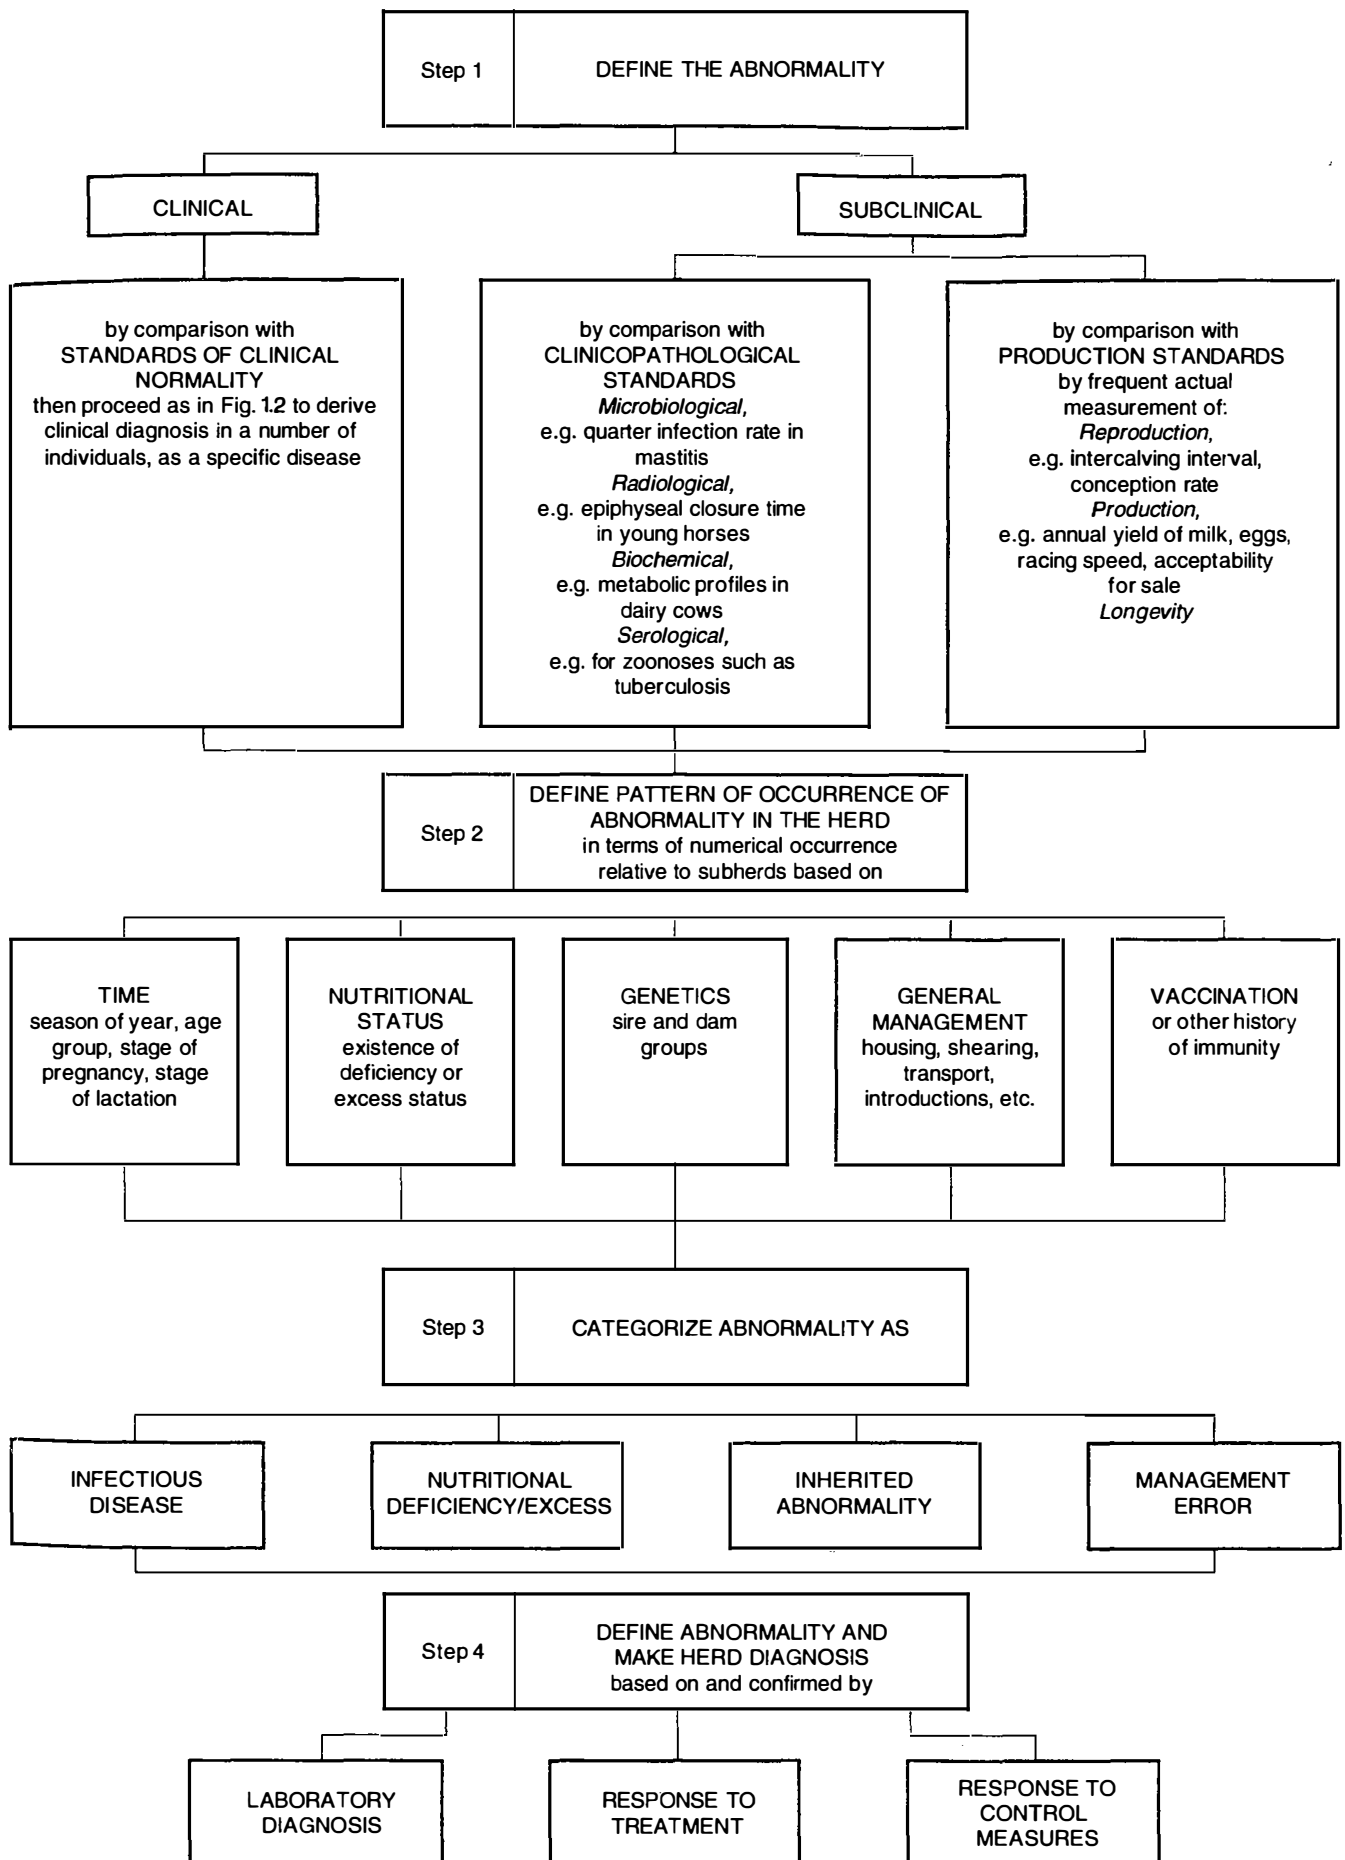 Step 1
DEFINE THE ABNORMALITY
CLINICAL
SUBCLINICAL
by comparison with
STANDARDS OF CLINICAL
NORMALITY
then proceed as in Fig. 1.2 to derive
clinical diagnosis in a number of
individuals, as a specific disease
by comparison with
CLINICOPATHOLOGICAL
STANDARDS
Microbiological,
e.g. quarter infection rate in
mastitis
Radiological,
e.g. epiphyseal closure time
in young horses
Biochemical,
e.g. metabolic profiles in
dairy cows
Serological,
e.g. for zoonoses such as
tuberculosis
by comparison with
PRODUCTION STANDARDS
by frequent actual
measurement of:
Reproduction,
e.g. intercalving interval,
conception rate
Production,
e.g. annual yield of milk, eggs,
racing speed, acceptability
for sale
Longevity
Step 2
DEFINE PATTERN OF OCCURRENCE OF
ABNORMALITY IN THE HERD
in terms of numerical occurrence
relative to subherds based on
TIME
season of year, age
group, stage of
pregnancy, stage
of lactation
NUTRITIONAL
STATUS
existence of
deficiency or
excess status
GENETICS
sire and dam
groups
GENERAL
MANAGEMENT
housing, shearing,
transport,
introductions, etc.
VACCINATION
or other history
of immunity
Step 3
CATEGORIZE ABNORMALITY AS
INFECTIOUS
DISEASE
NUTRITIONAL
DEFICIENCY/EXCESS
INHERITED
ABNORMALITY
MANAGEMENT
ERROR
Step 4
DEFINE ABNORMALITY AND
MAKE HERD DIAGNOSIS
based on and confirmed by
LABORATORY
DIAGNOSIS
RESPONSE TO
TREATMENT
RESPONSE TO
CONTROL
MEASURES